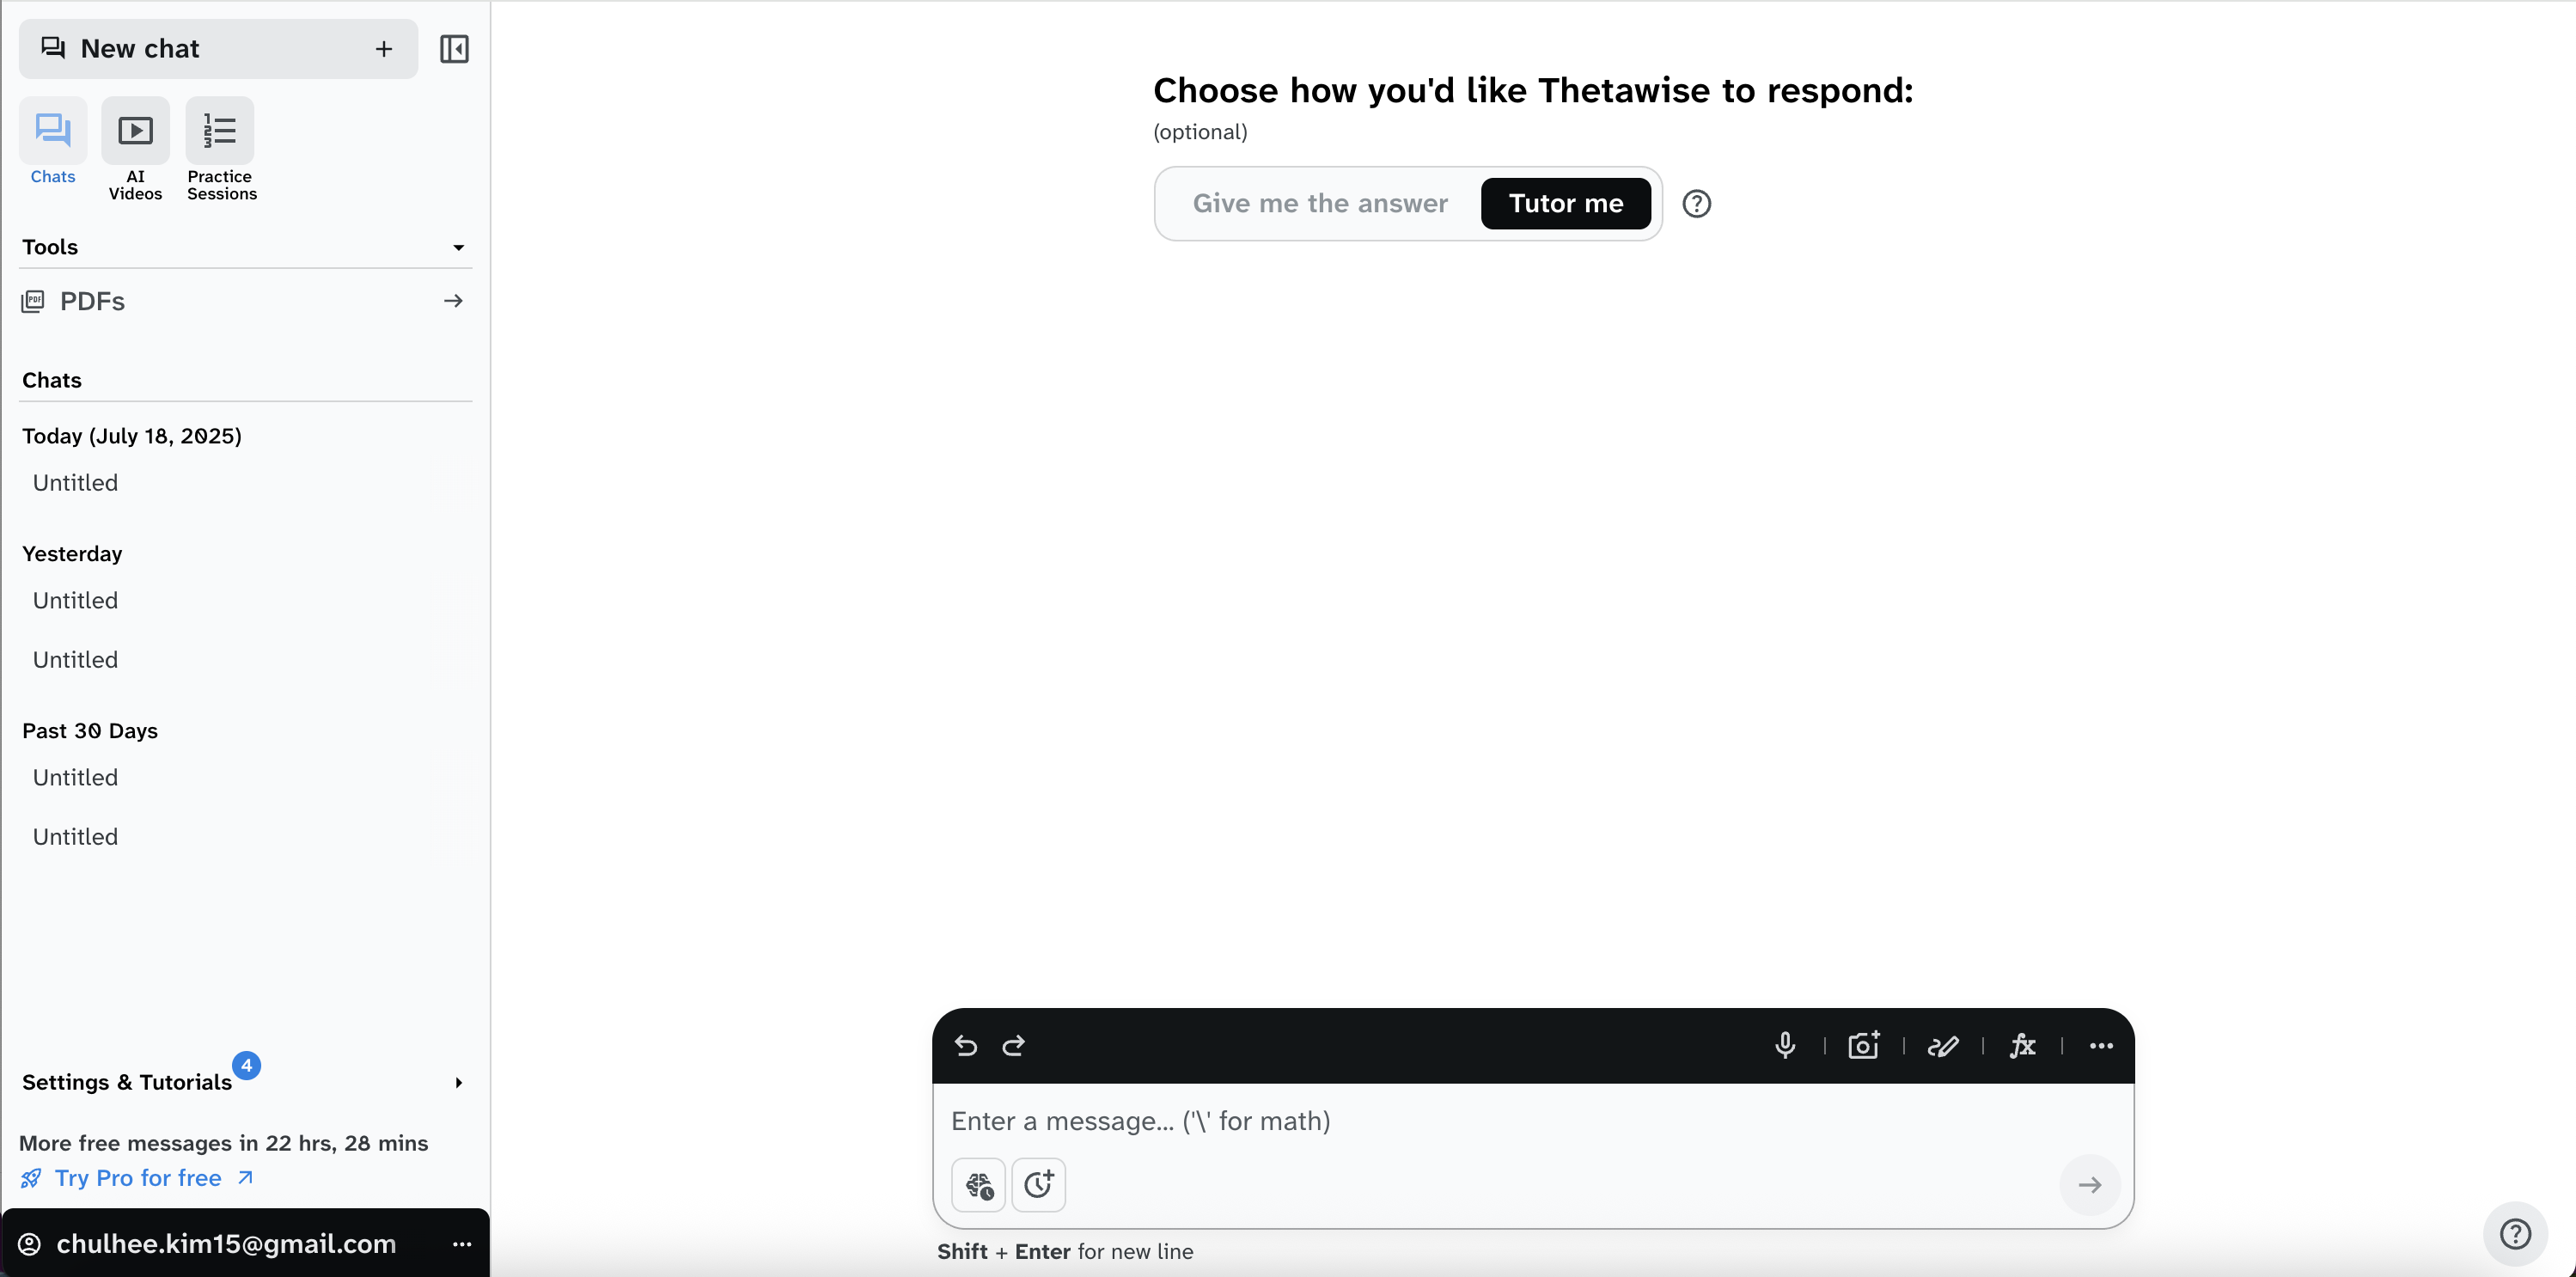 New chat
Chats
AI Videos
Practice Sessions
Tools
PDFs
Chats
Today (July 18, 2025)
Untitled
Yesterday
Untitled
Untitled
Past 30 Days
Untitled
Untitled
Settings & Tutorials 4
More free messages in 22 hrs, 28 mins
Try Pro for free
chulhee.kim15@gmail.com
Choose how you'd like Thetawise to respond:
(optional)
Give me the answer
Tutor me
Enter a message... ('\' for math)
Shift + Enter for new line